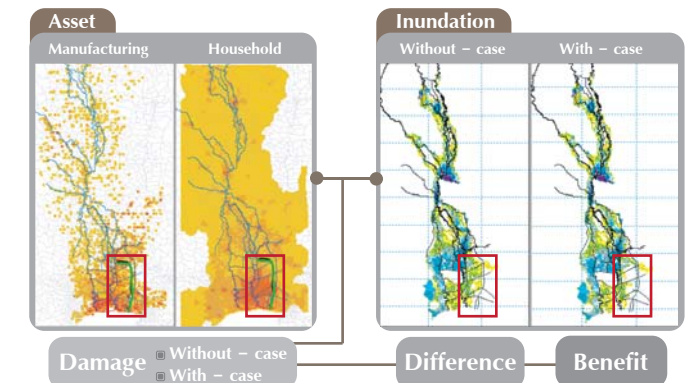 Asset
Manufacturing Household
Inundation
Without – case With – case
Damage
▣ Without – case
▣ With – case
Difference
Benefit